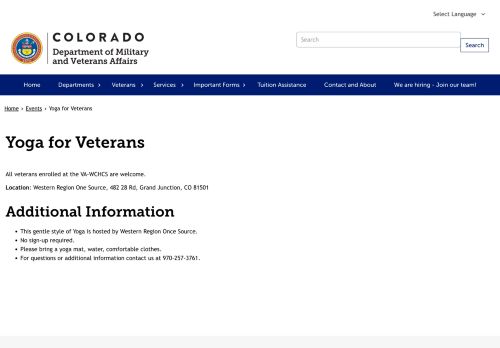 Select Language
COLORADO
Department of Military
and Veterans Affairs
Search
Search
Home Departments Veterans Services Important Forms Tuition Assistance Contact and About We are hiring - Join our team!
Home › Events › Yoga for Veterans
Yoga for Veterans
All veterans enrolled at the VA-WCHCS are welcome.
Location: Western Region One Source, 482 28 Rd, Grand Junction, CO 81501
Additional Information
• This gentle style of Yoga is hosted by Western Region Once Source.
• No sign-up required.
• Please bring a yoga mat, water, comfortable clothes.
• For questions or additional information contact us at 970-257-3761.